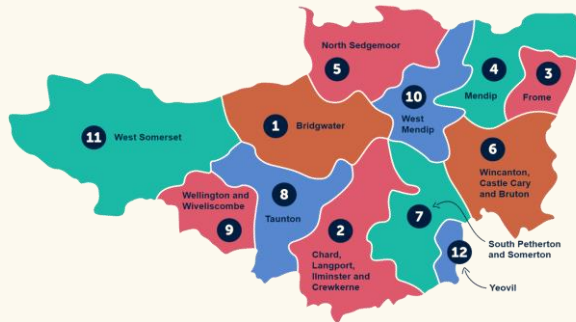 North Sedgemoor
5
4
Mendip
3
Frome
10
West
Mendip
11
West Somerset
1
Bridgwater
6
Wincanton,
Castle Cary
and Bruton
Wellington and
Wiveliscombe
9
8
Taunton
2
Chard,
Langport,
Ilminster and
Crewkerne
7
South Petherton
and Somerton
12
Yeovil